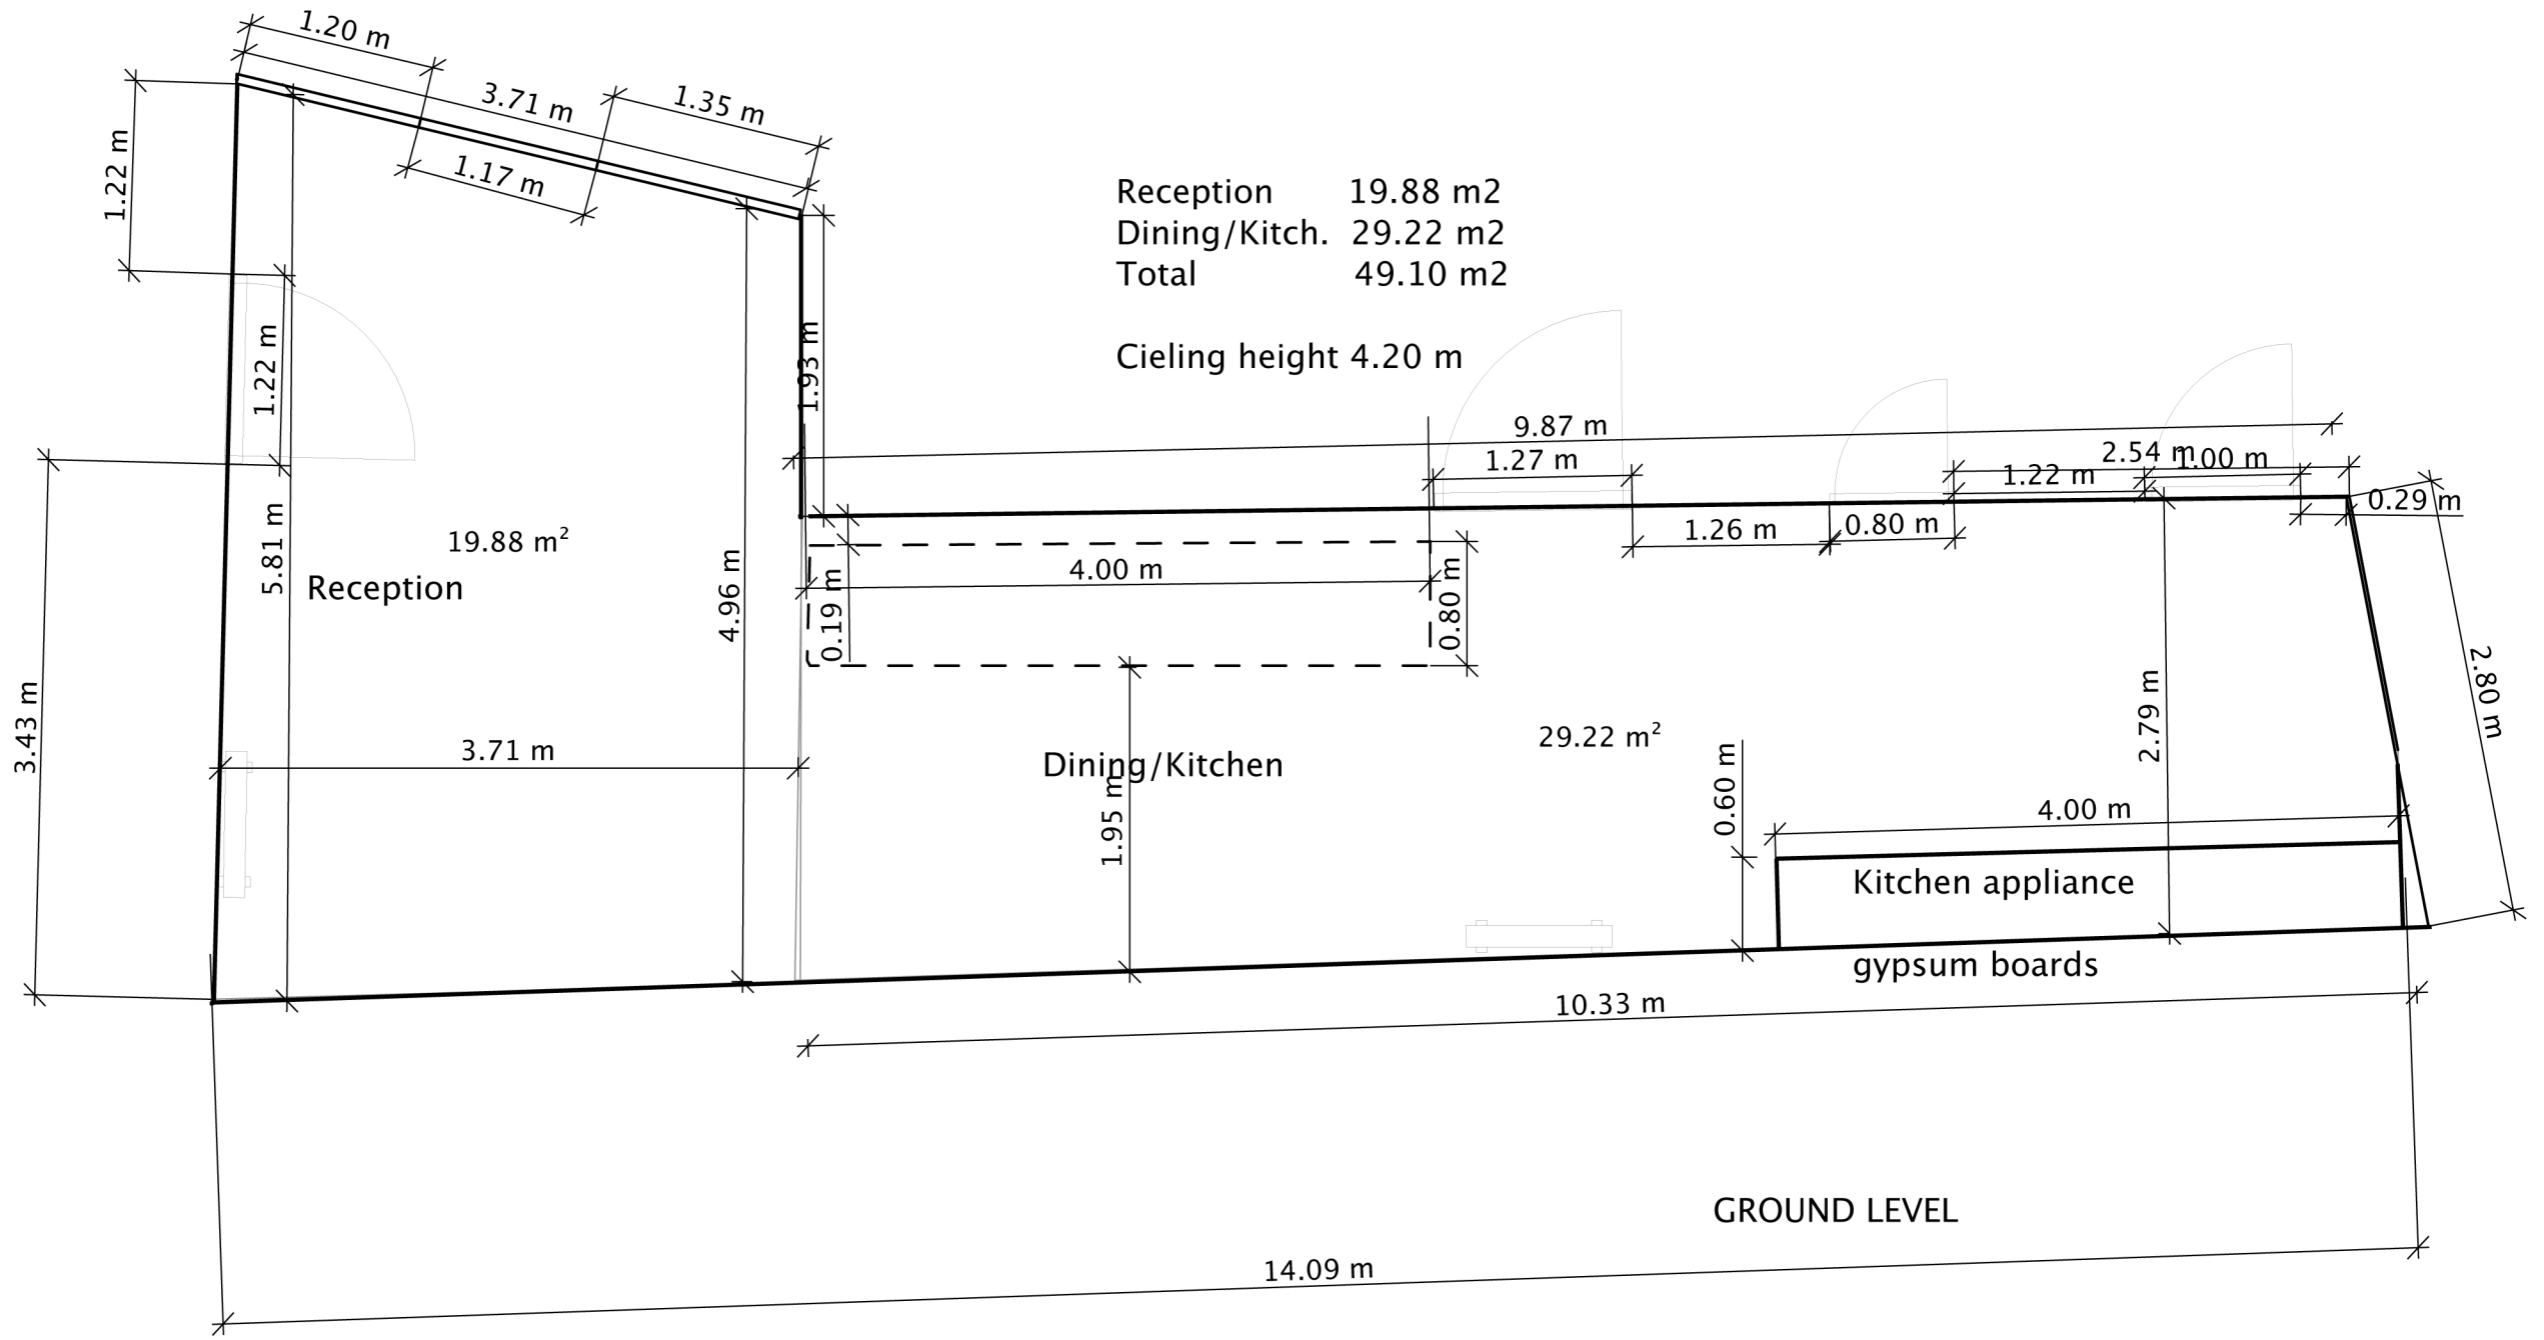 1.20 m
3.71 m
1.35 m
1.17 m
1.22 m
Reception 19.88 m2
Dining/Kitch. 29.22 m2
Total 49.10 m2
Cieling height 4.20 m
1.22 m
1.93 m
9.87 m
1.27 m
2.54 m
1.00 m
1.22 m
0.29 m
1.26 m
0.80 m
19.88 m²
Reception
5.81 m
4.96 m
4.00 m
0.19 m
0.80 m
3.43 m
3.71 m
Dining/Kitchen
29.22 m²
1.95 m
0.60 m
2.79 m
2.80 m
4.00 m
Kitchen appliance
gypsum boards
10.33 m
GROUND LEVEL
14.09 m